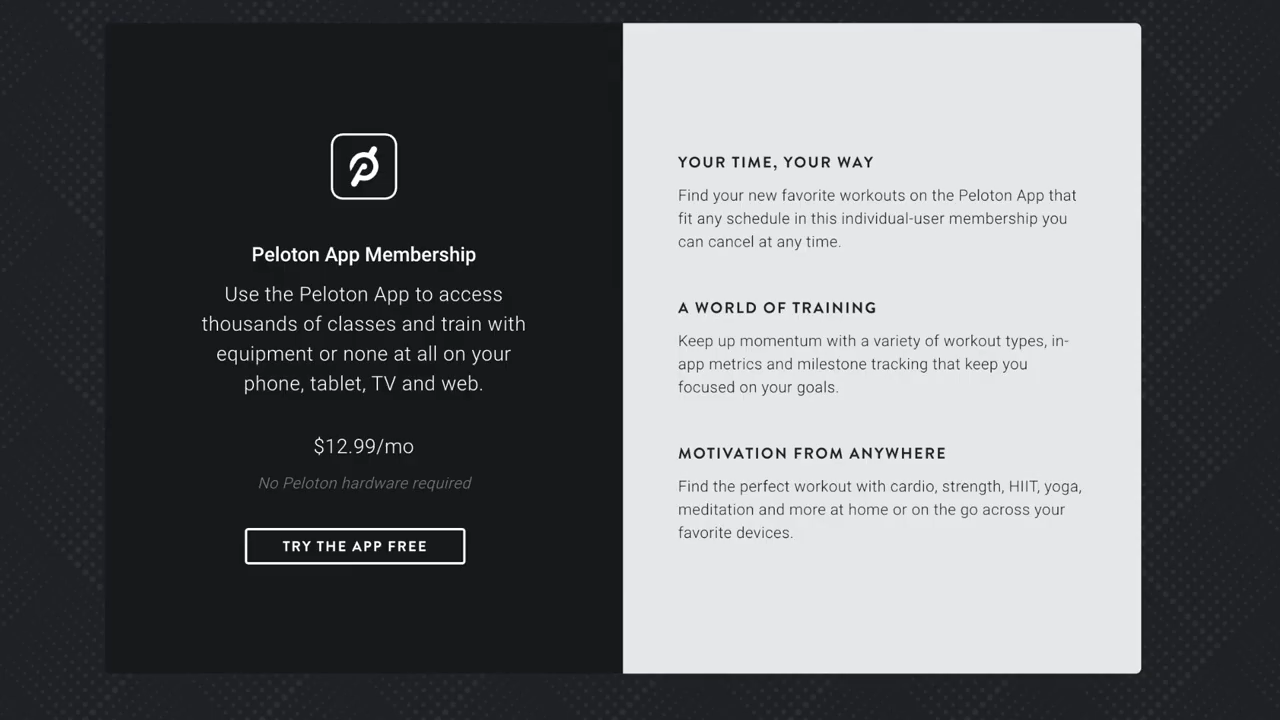 Peloton App Membership
Use the Peloton App to access
thousands of classes and train with
equipment or none at all on your
phone, tablet, TV and web.
$12.99/mo
No Peloton hardware required
TRY THE APP FREE
YOUR TIME, YOUR WAY
Find your new favorite workouts on the Peloton App that
fit any schedule in this individual-user membership you
can cancel at any time.
A WORLD OF TRAINING
Keep up momentum with a variety of workout types, in-
app metrics and milestone tracking that keep you
focused on your goals.
MOTIVATION FROM ANYWHERE
Find the perfect workout with cardio, strength, HIIT, yoga,
meditation and more at home or on the go across your
favorite devices.